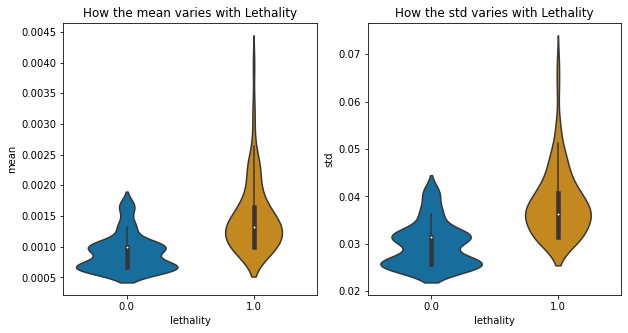 How the mean varies with Lethality
0.0045
0.0040
0.0035
0.0030
0.0025
0.0020
0.0015
0.0010
0.0005
mean
0.0 1.0
lethality
How the std varies with Lethality
0.07
0.06
0.05
0.04
0.03
0.02
std
0.0 1.0
lethality